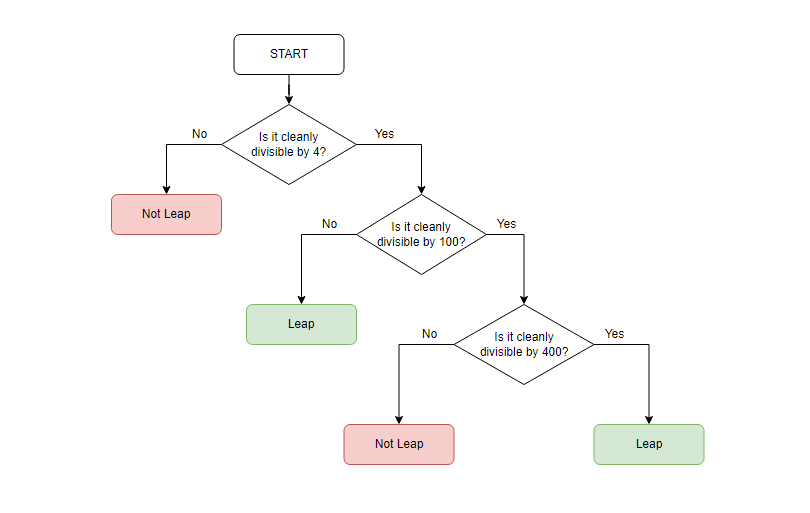 START
No
Is it cleanly
divisible by 4?
Yes
Not Leap
No
Is it cleanly
divisible by 100?
Yes
Leap
No
Is it cleanly
divisible by 400?
Yes
Not Leap
Leap